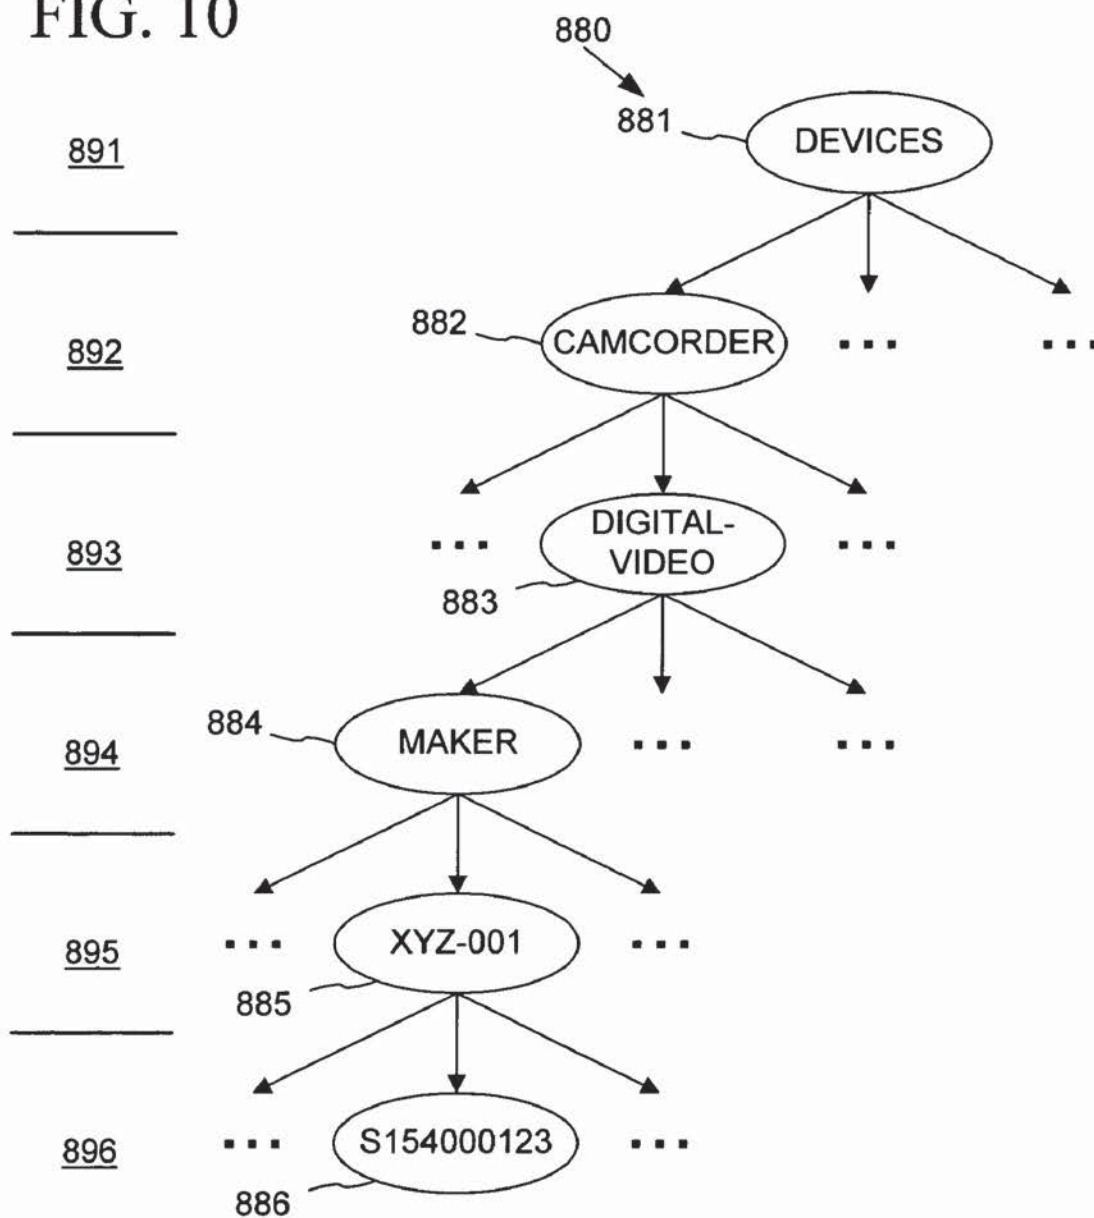 FIG. 10
880
881
DEVICES
891
882
CAMCORDER
... ...
892
... DIGITAL-
VIDEO ...
893
883
884
MAKER
... ...
894
... XYZ-001 ...
895
885
... S154000123 ...
896
886